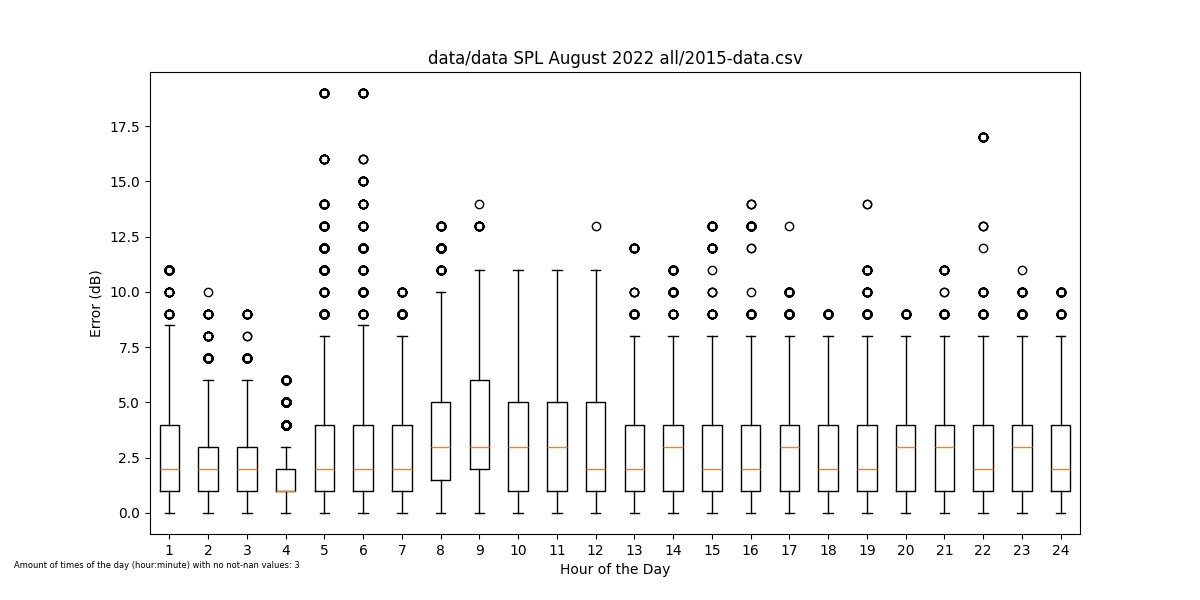 data/data SPL August 2022 all/2015-data.csv
17.5
15.0
12.5
10.0
7.5
5.0
2.5
0.0
Error (dB)
1 2 3 4 5 6 7 8 9 10 11 12 13 14 15 16 17 18 19 20 21 22 23 24
Hour of the Day
Amount of times of the day (hour:minute) with no not-nan values: 3